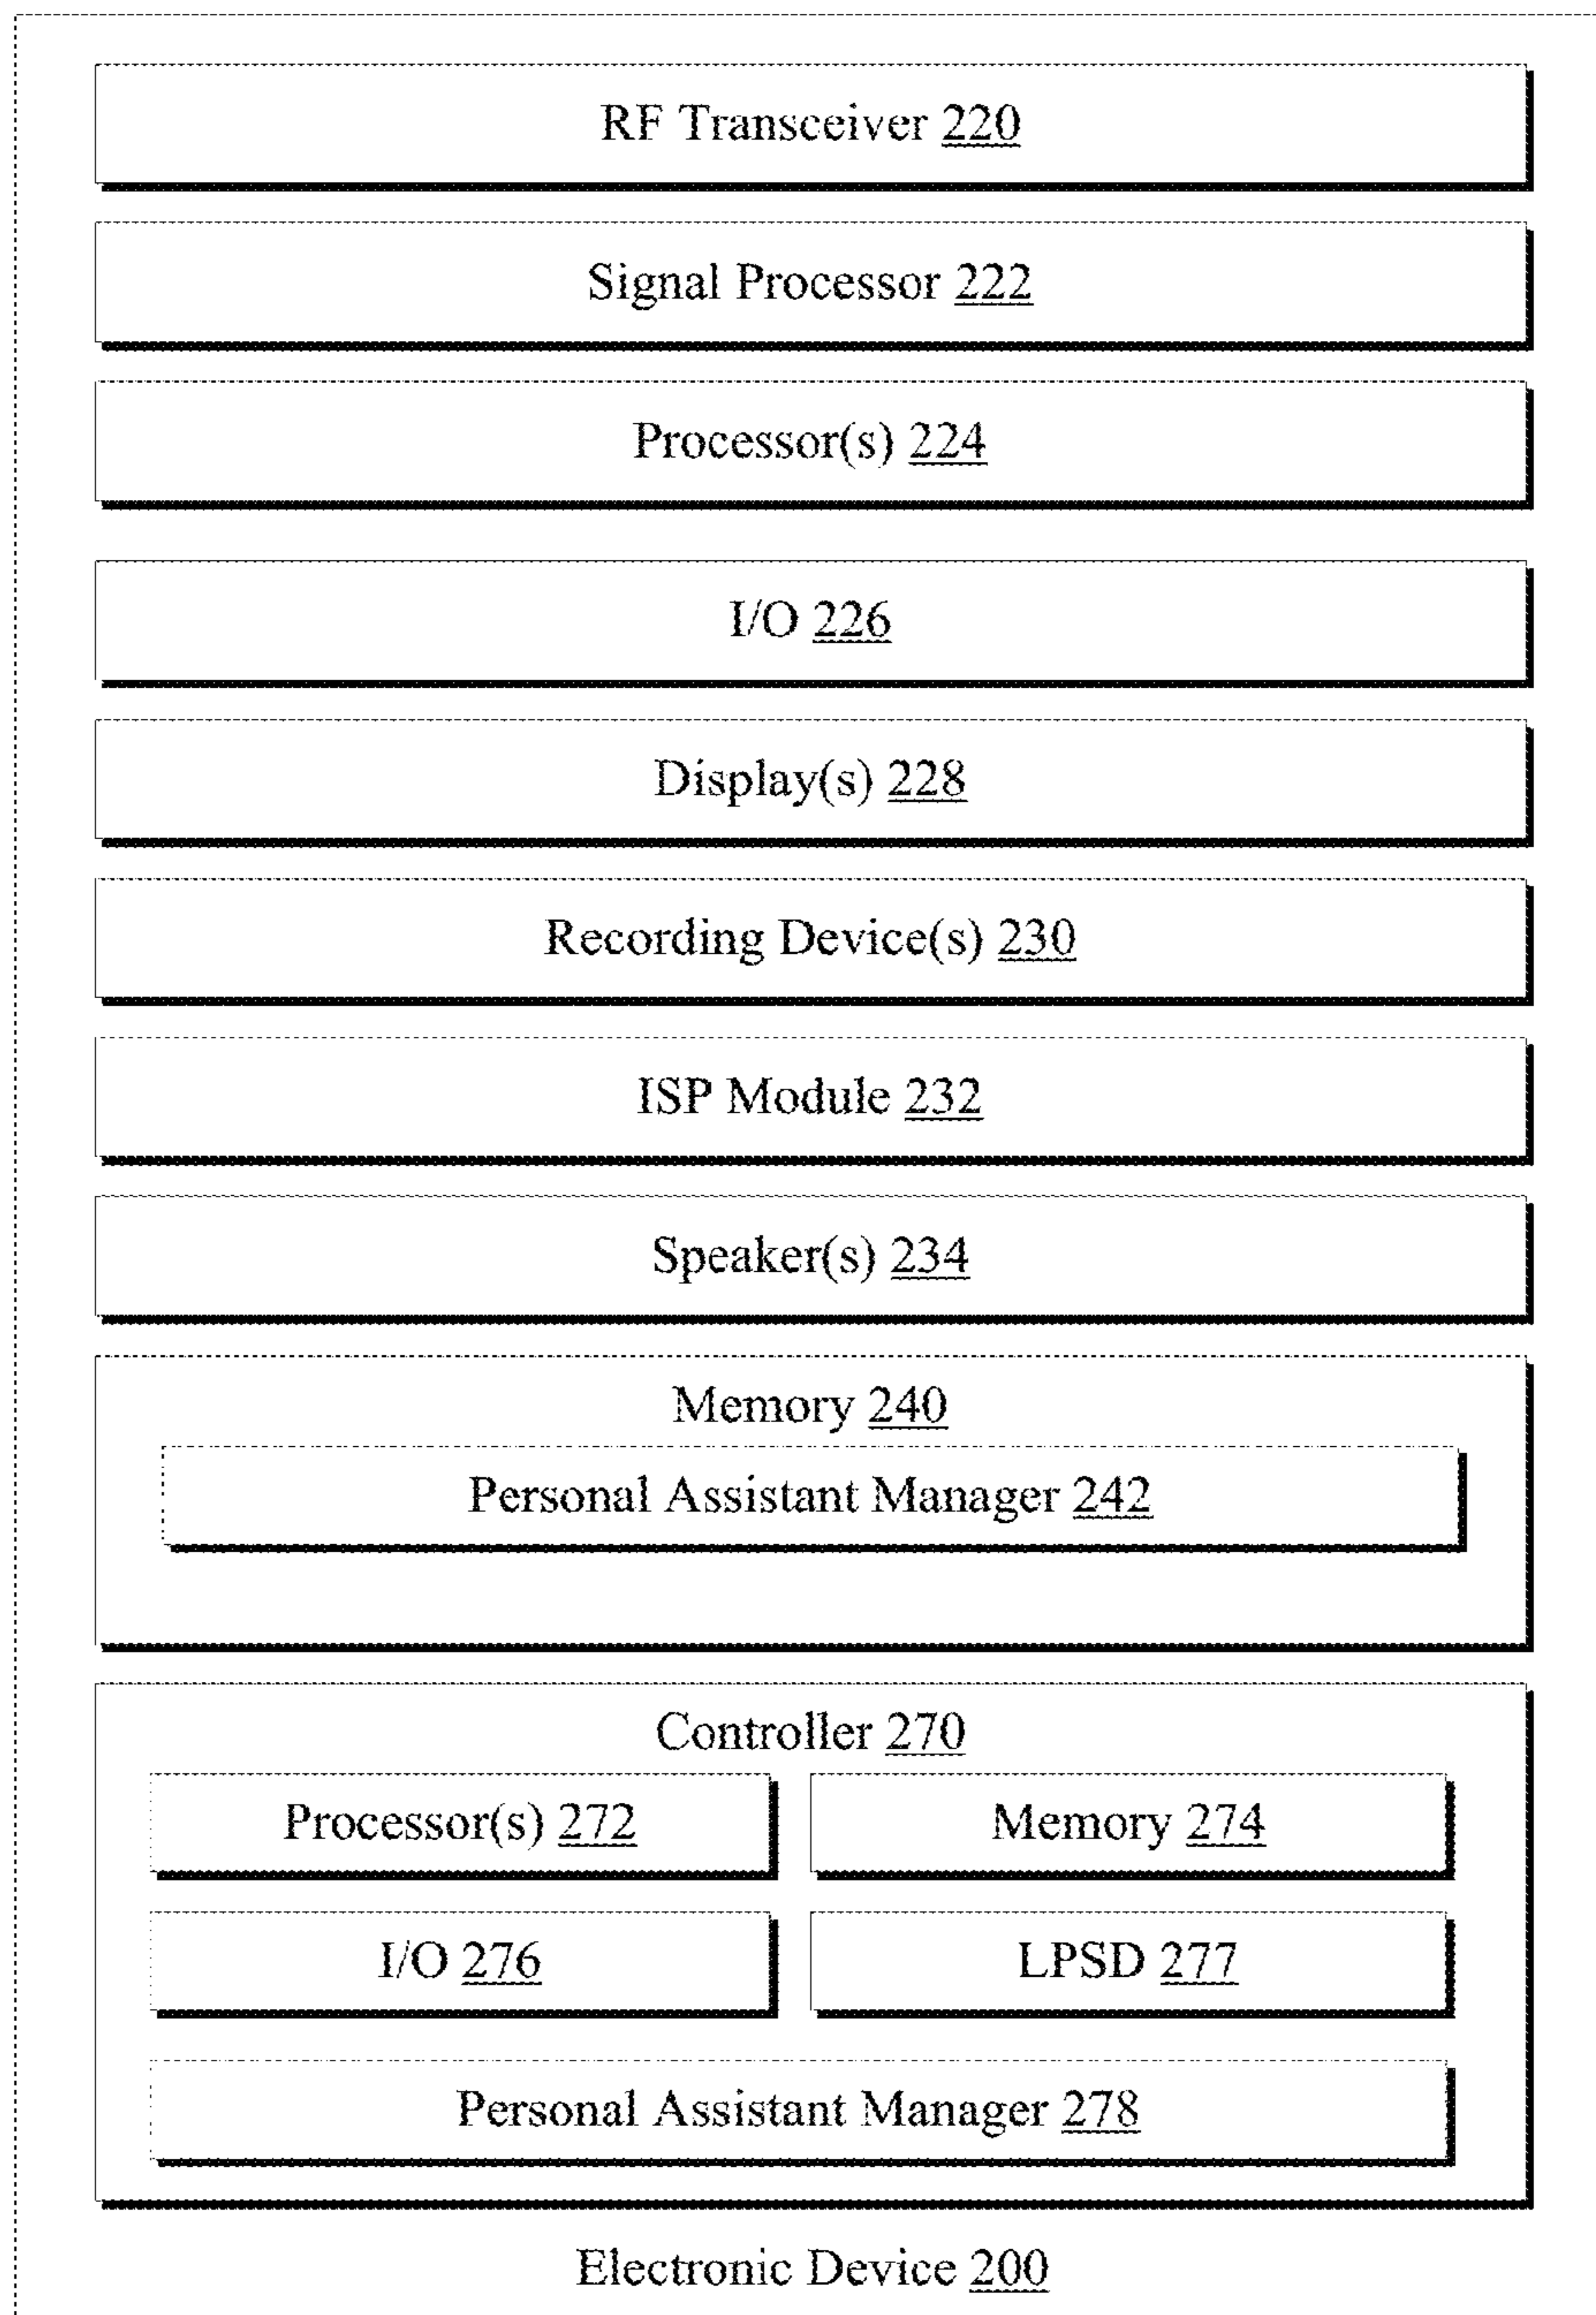 RF Transceiver 220
Signal Processor 222
Processor(s) 224
I/O 226
Display(s) 228
Recording Device(s) 230
ISP Module 232
Speaker(s) 234
Memory 240
Personal Assistant Manager 242
Controller 270
Processor(s) 272
Memory 274
I/O 276
LPSD 277
Personal Assistant Manager 278
Electronic Device 200